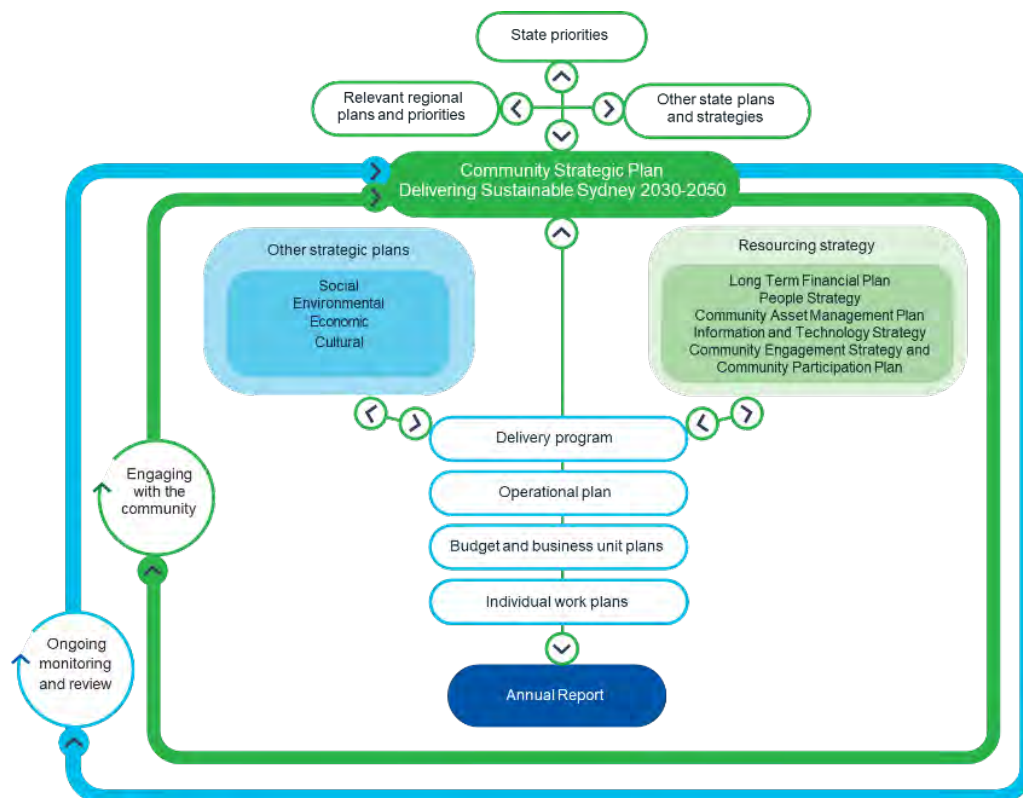 State priorities
Relevant regional
plans and priorities
Other state plans
and strategies
Community Strategic Plan
Delivering Sustainable Sydney 2030-2050
Other strategic plans
Social
Environmental
Economic
Cultural
Resourcing strategy
Long Term Financial Plan
People Strategy
Community Asset Management Plan
Information and Technology Strategy
Community Engagement Strategy and
Community Participation Plan
Delivery program
Operational plan
Budget and business unit plans
Individual work plans
Annual Report
Engaging
with the
community
Ongoing
monitoring
and review